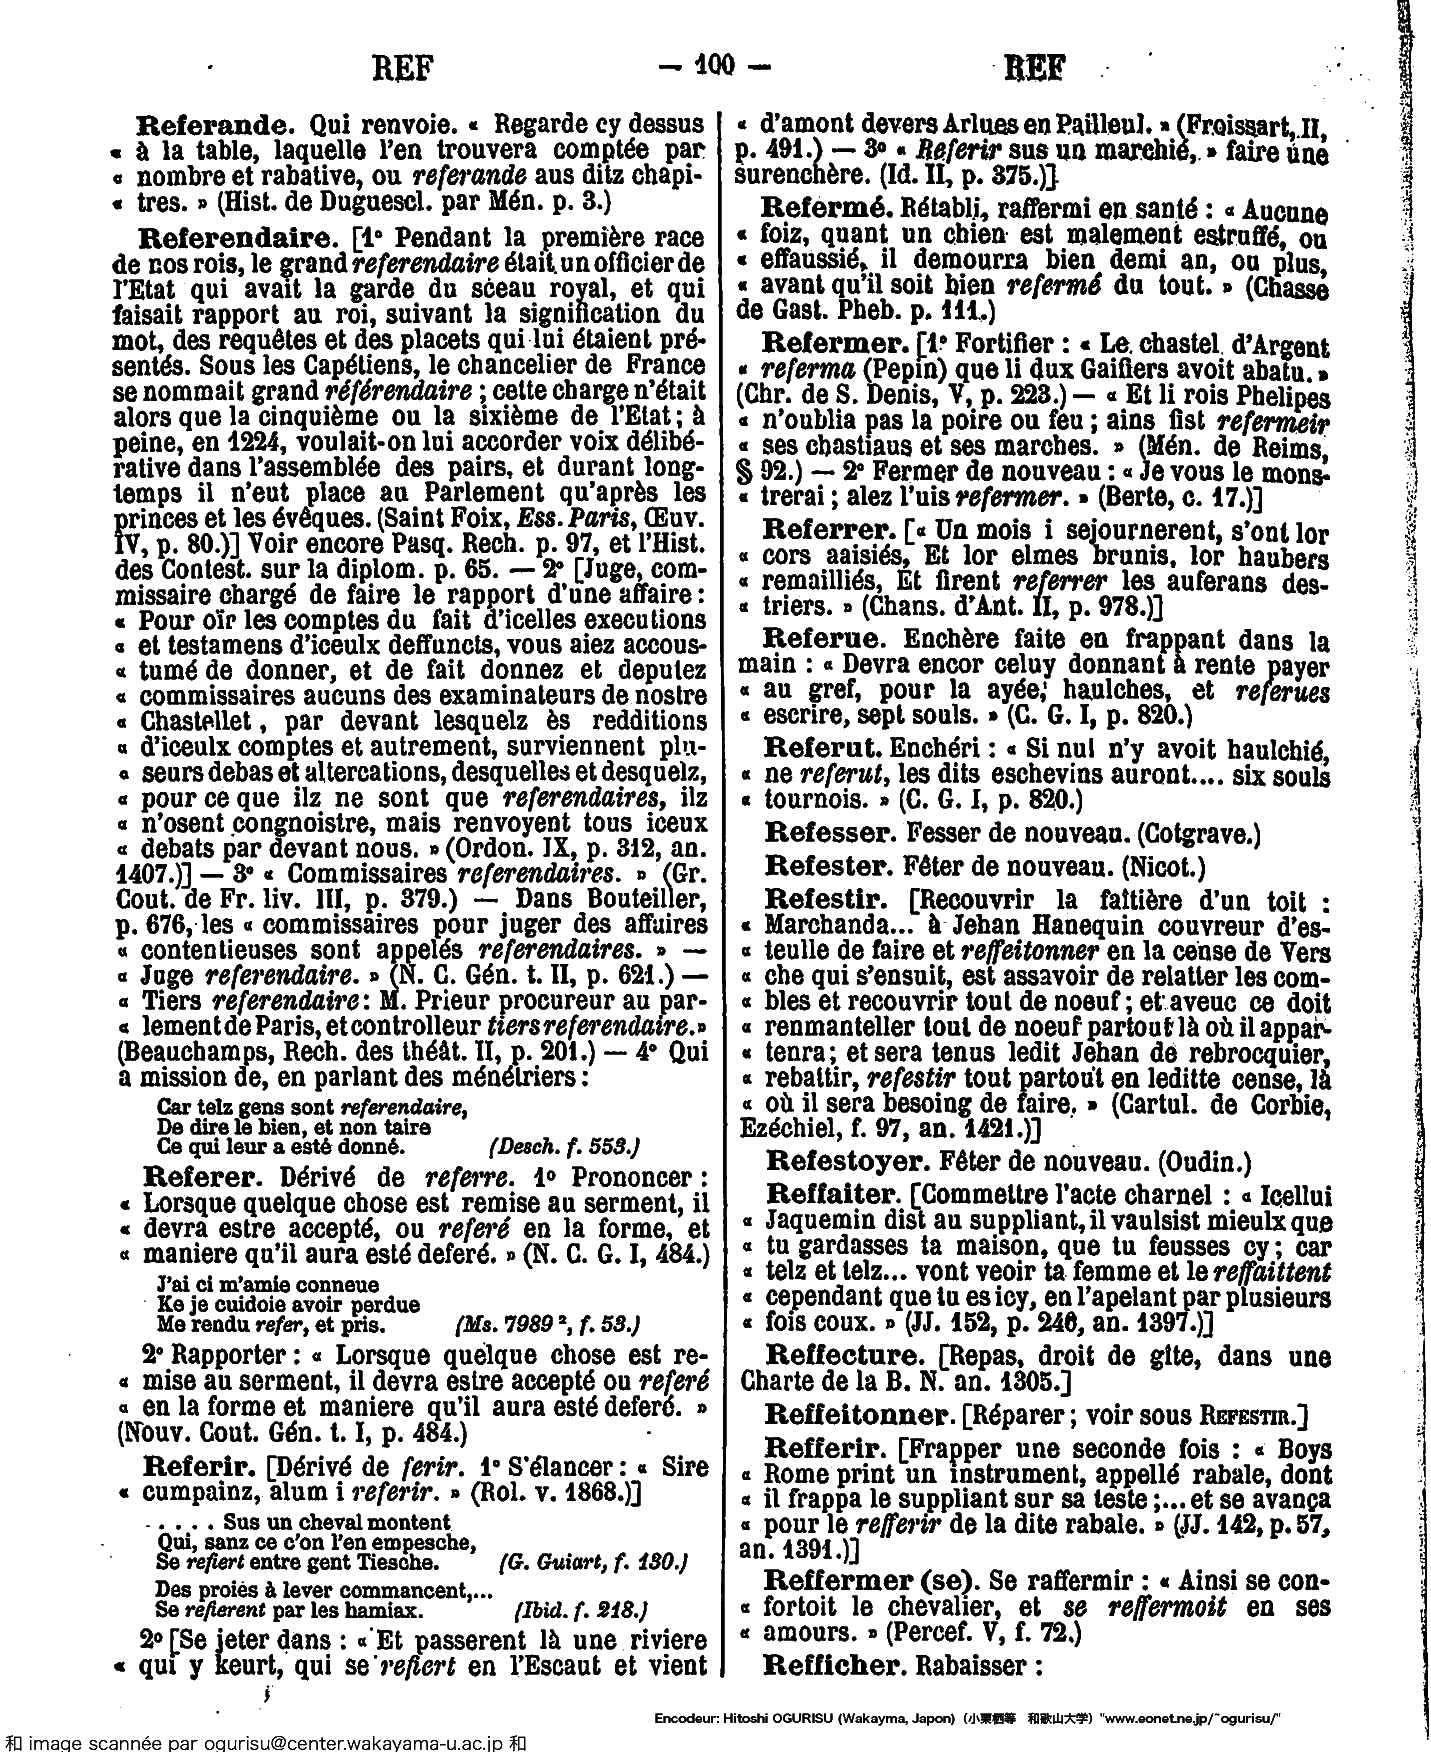 REF — 100 — REF
Referande. Qui renvoie. « Regarde cy dessus
« à la table, laquelle l'en trouvera comptée par
« nombre et rabative, ou referande aus ditz chapi-
« tres. » (Hist. de Duguescl. par Mén. p. 3.)
Referendaire. [1° Pendant la première race
de nos rois, le grand referendaire était un officier de
l'Etat qui avait la garde du sceau royal, et qui
faisait rapport au roi, suivant la signification du
mot, des requêtes et des placets qui lui étaient pré-
sentés. Sous les Capétiens, le chancelier de France
se nommait grand référendaire ; cette charge n'était
alors que la cinquième ou la sixième de l'Etat ; à
peine, en 1224, voulait-on lui accorder voix délibé-
rative dans l'assemblée des pairs, et durant long-
temps il n'eut place au Parlement qu'après les
princes et les évêques. (Saint Foix, Ess. Paris, Œuv.
IV, p. 80.)] Voir encore Pasq. Rech. p. 97, et l'Hist.
des Contest. sur la diplom. p. 65. — 2° [Juge, com-
missaire chargé de faire le rapport d'une affaire :
« Pour oïr les comptes du fait d'icelles executions
« et testamens d'iceulx deffuncts, vous aiez accous-
« tumé de donner, et de fait donnez et deputez
« commissaires aucuns des examinateurs de nostre
« Chastellet, par devant lesquelz ès redditions
« d'iceulx comptes et autrement, surviennent plu-
« seurs debas et altercations, desquelles et desquelz,
« pour ce que ilz ne sont que referendaires, ilz
« n'osent congnoistre, mais renvoyent tous iceux
« debats par devant nous. » (Ordon. IX, p. 312, an.
1407.)] — 3° « Commissaires referendaires. » (Gr.
Cout. de Fr. liv. III, p. 379.) — Dans Bouteiller,
p. 676, les « commissaires pour juger des affaires
« contentieuses sont appelés referendaires. » —
« Juge referendaire. » (N. C. Gén. t. II, p. 621.) —
« Tiers referendaire : M. Prieur procureur au par-
« lement de Paris, et controlleur tiers referendaire. »
(Beauchamps, Rech. des théât. II, p. 201.) — 4° Qui
a mission de, en parlant des ménétriers :
Car telz gens sont referendaire,
De dire le bien, et non taire
Ce qui leur a esté donné. (Desch. f. 553.)
Referer. Dérivé de referre. 1° Prononcer :
« Lorsque quelque chose est remise au serment, il
« devra estre accepté, ou referé en la forme, et
« maniere qu'il aura esté deferé. » (N. C. G. I, 484.)
J'ai ci m'amie conneue
Ke je cuidoie avoir perdue
Me rendu refer, et pris. (Ms. 7989 ², f. 53.)
2° Rapporter : « Lorsque quelque chose est re-
« mise au serment, il devra estre accepté ou referé
« en la forme et maniere qu'il aura esté deferé. »
(Nouv. Cout. Gén. t. I, p. 484.)
Referir. [Dérivé de ferir. 1° S'élancer : « Sire
« cumpainz, alum i referir. » (Rol. v. 1868.)]
. . . . . Sus un cheval montent
Qui, sanz ce c'on l'en empesche,
Se refiert entre gent Tiesche. (G. Guiart, f. 130.)
Des proiès à lever commancent,...
Se refierent par les hamiax. (Ibid. f. 218.)
2° [Se jeter dans : « Et passerent là une riviere
« qui y keurt, qui se refiert en l'Escaut et vient
« d'amont devers Arlues en Pailleul. » (Froissart, II,
p. 491.) — 3° « Referir sus un marchié, » faire une
surenchère. (Id. II, p. 375.)]
Refermé. Rétabli, raffermi en santé : « Aucune
« foiz, quant un chien est malement estruffé, ou
« effaussié, il demourra bien demi an, ou plus,
« avant qu'il soit bien refermé du tout. » (Chasse
de Gast. Pheb. p. 111.)
Refermer. [1° Fortifier : « Le chastel d'Argent
« referma (Pepin) que li dux Gaifiers avoit abatu. »
(Chr. de S. Denis, V, p. 223.) — « Et li rois Phelipes
« n'oublia pas la poire ou feu ; ains fist refermeir
« ses chastiaus et ses marches. » (Mén. de Reims,
§ 92.) — 2° Fermer de nouveau : « Je vous le mons-
« trerai ; alez l'uis refermer. » (Berte, c. 17.)]
Referrer. [« Un mois i sejournerent, s'ont lor
« cors aaisiés, Et lor elmes brunis, lor haubers
« remailliés, Et firent referrer les auferans des-
« triers. » (Chans. d'Ant. II, p. 978.)]
Referue. Enchère faite en frappant dans la
main : « Devra encor celuy donnant à rente payer
« au gref, pour la ayée, haulches, et referues
« escrire, sept souls. » (C. G. I, p. 820.)
Referut. Enchéri : « Si nul n'y avoit haulchié,
« ne referut, les dits eschevins auront.... six souls
« tournois. » (C. G. I, p. 820.)
Refesser. Fesser de nouveau. (Cotgrave.)
Refester. Fêter de nouveau. (Nicot.)
Refestir. [Recouvrir la faîtière d'un toit :
« Marchanda... à Jehan Hanequin couvreur d'es-
« teulle de faire et reffeitonner en la cense de Vers
« che qui s'ensuit, est assavoir de relatter les com-
« bles et recouvrir tout de noeuf ; et aveuc ce doit
« renmanteller tout de noeuf partout là où il appar-
« tenra ; et sera tenus ledit Jehan de rebrocquier,
« rebattir, refestir tout partout en leditte cense, là
« où il sera besoing de faire. » (Cartul. de Corbie,
Ezéchiel, f. 97, an. 1421.)]
Refestoyer. Fêter de nouveau. (Oudin.)
Reffaiter. [Commettre l'acte charnel : « Icellui
« Jaquemin dist au suppliant, il vaulsist mieulx que
« tu gardasses ta maison, que tu feusses cy ; car
« telz et telz... vont veoir ta femme et le reffaittent
« cependant que tu es icy, en l'apelant par plusieurs
« fois coux. » (JJ. 152, p. 246, an. 1397.)]
Reffecture. [Repas, droit de gîte, dans une
Charte de la B. N. an. 1305.]
Reffeitonner. [Réparer ; voir sous REFESTIR.]
Refferir. [Frapper une seconde fois : « Boys
« Rome print un instrument, appellé rabale, dont
« il frappa le suppliant sur sa teste ;... et se avança
« pour le refferir de la dite rabale. » (JJ. 142, p. 57,
an. 1391.)]
Reffermer (se). Se raffermir : « Ainsi se con-
« fortoit le chevalier, et se reffermoit en ses
« amours. » (Percef. V, f. 72.)
Refficher. Rabaisser :
Encodeur: Hitoshi OGURISU (Wakayma, Japon) (小栗栖等 和歌山大学) "www.eonet.ne.jp/~ogurisu/"
和 image scannée par ogurisu@center.wakayama-u.ac.jp 和